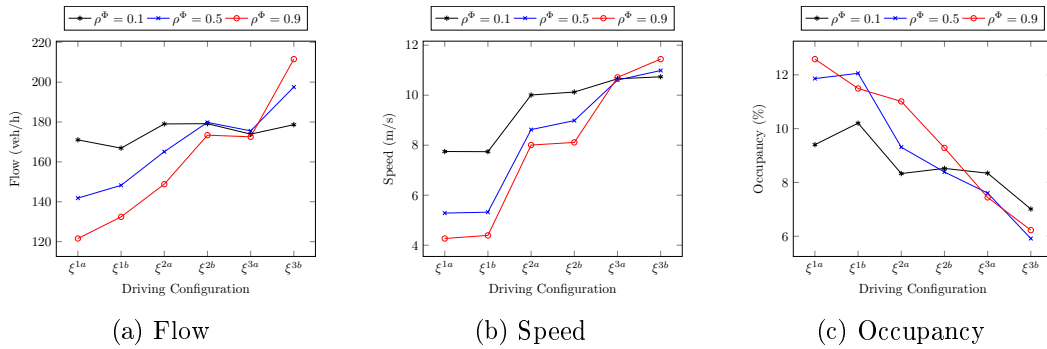 ρ^Φ = 0.1 ρ^Φ = 0.5 ρ^Φ = 0.9
220
200
180
160
140
120
Flow (veh/h)
ξ^1a ξ^1b ξ^2a ξ^2b ξ^3a ξ^3b
Driving Configuration
(a) Flow
ρ^Φ = 0.1 ρ^Φ = 0.5 ρ^Φ = 0.9
12
10
8
6
4
Speed (m/s)
ξ^1a ξ^1b ξ^2a ξ^2b ξ^3a ξ^3b
Driving Configuration
(b) Speed
ρ^Φ = 0.1 ρ^Φ = 0.5 ρ^Φ = 0.9
12
10
8
6
Occupancy (%)
ξ^1a ξ^1b ξ^2a ξ^2b ξ^3a ξ^3b
Driving Configuration
(c) Occupancy